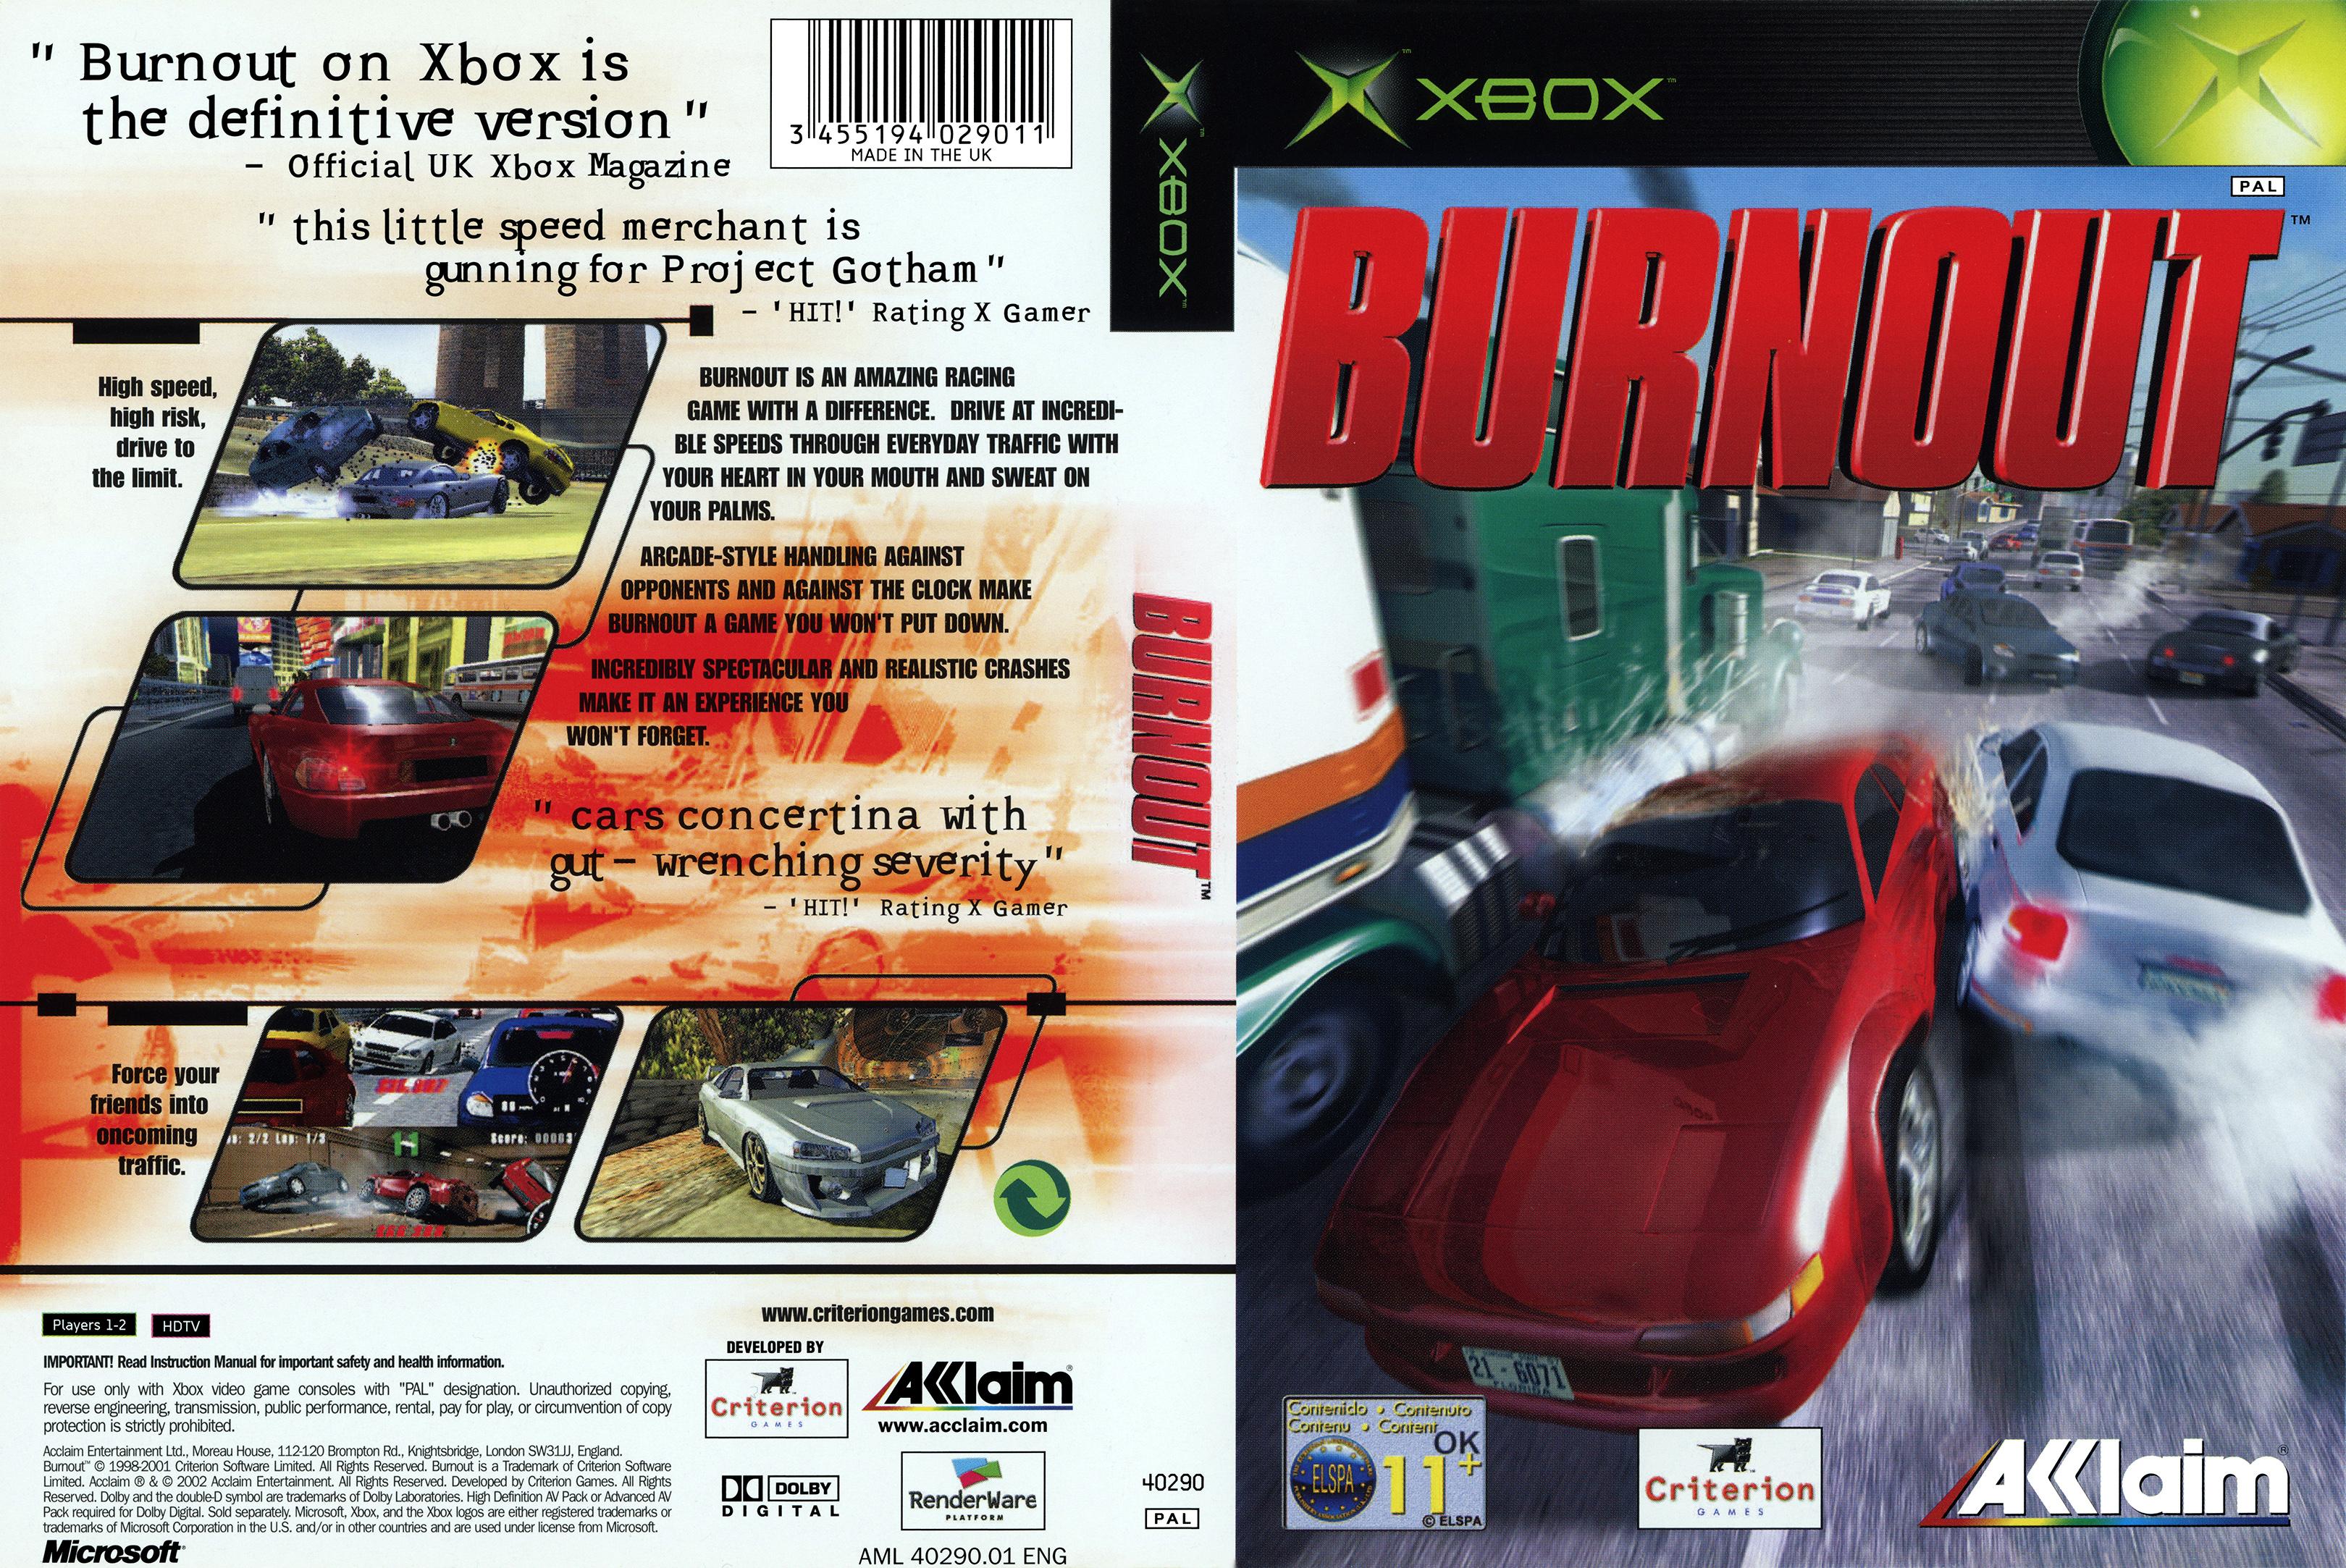 " Burnout on Xbox is
the definitive version "
- Official UK Xbox Magazine
" this little speed merchant is
gunning for Project Gotham "
- 'HIT!' Rating X Gamer
3 455194 029011
MADE IN THE UK
High speed,
high risk,
drive to
the limit.
BURNOUT IS AN AMAZING RACING
GAME WITH A DIFFERENCE. DRIVE AT INCREDI-
BLE SPEEDS THROUGH EVERYDAY TRAFFIC WITH
YOUR HEART IN YOUR MOUTH AND SWEAT ON
YOUR PALMS.
ARCADE-STYLE HANDLING AGAINST
OPPONENTS AND AGAINST THE CLOCK MAKE
BURNOUT A GAME YOU WON'T PUT DOWN.
INCREDIBLY SPECTACULAR AND REALISTIC CRASHES
MAKE IT AN EXPERIENCE YOU
WON'T FORGET.
" cars concertina with
gut- wrenching severity "
- 'HIT!' Rating X Gamer
Force your
friends into
oncoming
traffic.
2/2 Lap: 1/3
Players 1-2
HDTV
IMPORTANT! Read Instruction Manual for important safety and health information.
For use only with Xbox video game consoles with "PAL" designation. Unauthorized copying,
reverse engineering, transmission, public performance, rental, pay for play, or circumvention of copy
protection is strictly prohibited.
Acclaim Entertainment Ltd., Moreau House, 112-120 Brompton Rd., Knightsbridge, London SW31JJ, England.
Burnout™ © 1998-2001 Criterion Software Limited. All Rights Reserved. Burnout is a Trademark of Criterion Software
Limited. Acclaim ® & © 2002 Acclaim Entertainment. All Rights Reserved. Developed by Criterion Games. All Rights
Reserved. Dolby and the double-D symbol are trademarks of Dolby Laboratories. High Definition AV Pack or Advanced AV
Pack required for Dolby Digital. Sold separately. Microsoft, Xbox, and the Xbox logos are either registered trademarks or
trademarks of Microsoft Corporation in the U.S. and/or in other countries and are used under license from Microsoft.
Microsoft®
www.criteriongames.com
DEVELOPED BY
Criterion
GAMES
AKKlaim®
www.acclaim.com
DOLBY
DIGITAL
RenderWare
PLATFORM
AML 40290.01 ENG
XBOX™
BURNOUT™
40290
PAL
XBOX™
PAL
BURNOUT™
21-6071
FLORIDA
Contenido • Contenuto
Contenu • Content
OK
ELSPA
11+
© ELSPA
Criterion
GAMES
AKKlaim®